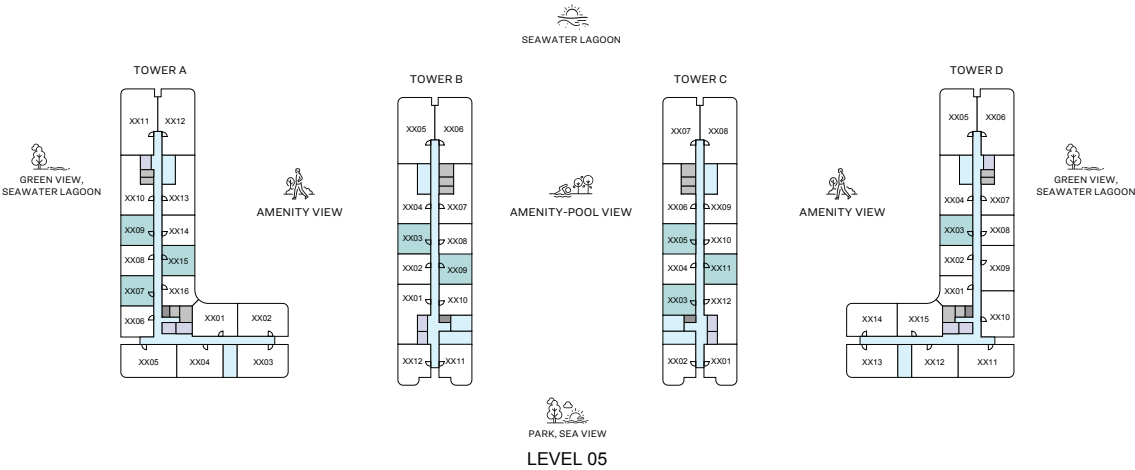 SEAWATER LAGOON
TOWER A
TOWER B
TOWER C
TOWER D
XX11
XX12
XX10
XX13
XX09
XX14
XX08
XX15
XX07
XX16
XX06
XX01
XX02
XX05
XX04
XX03
XX05
XX06
XX04
XX07
XX03
XX08
XX02
XX09
XX01
XX10
XX12
XX11
XX07
XX08
XX06
XX09
XX05
XX10
XX04
XX11
XX03
XX12
XX02
XX01
XX05
XX06
XX04
XX07
XX03
XX08
XX02
XX09
XX01
XX10
XX14
XX15
XX13
XX12
XX11
GREEN VIEW,
SEAWATER LAGOON
AMENITY VIEW
AMENITY-POOL VIEW
AMENITY VIEW
GREEN VIEW,
SEAWATER LAGOON
PARK, SEA VIEW
LEVEL 05